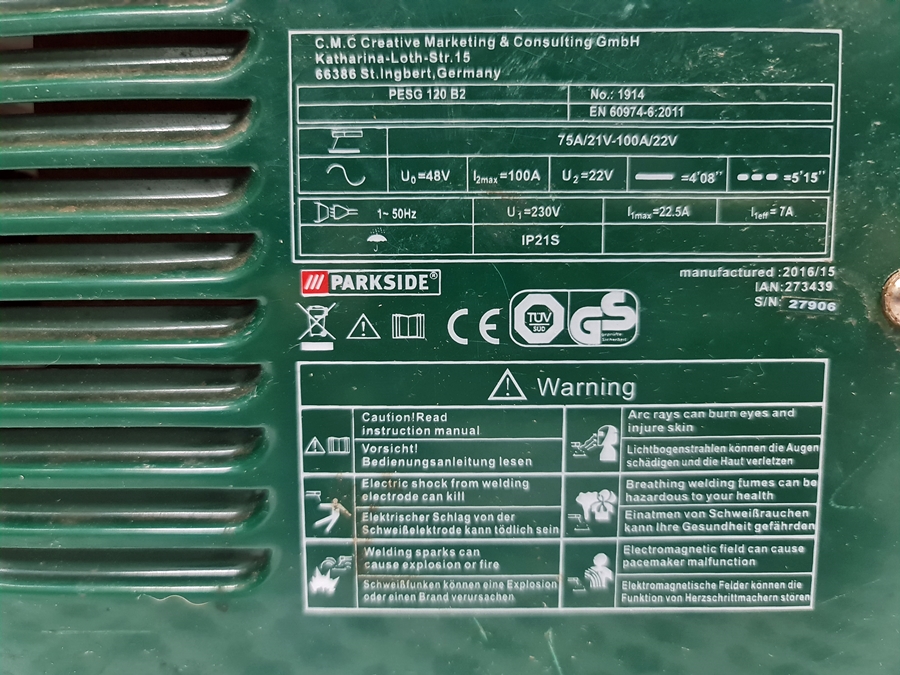 C.M.C Creative Marketing & Consulting GmbH
Katharina-Loth-Str.15
66386 St.Ingbert,Germany
PESG 120 B2 No.: 1914
EN 60974-6:2011
75A/21V-100A/22V
U0=48V I2max=100A U2=22V =4'08" =5'15"
1~ 50Hz U1=230V I1max=22.5A I1eff=7A
IP21S
PARKSIDE®
manufactured :2016/15
IAN:273439
S/N: 27906
CE TÜV SÜD GS geprüfte Sicherheit
Warning
Caution!Read
instruction manual
Vorsicht!
Bedienungsanleitung lesen
Arc rays can burn eyes and
injure skin
Lichtbogenstrahlen können die Augen
schädigen und die Haut verletzen
Electric shock from welding
electrode can kill
Elektrischer Schlag von der
Schweißelektrode kann tödlich sein
Breathing welding fumes can be
hazardous to your health
Einatmen von Schweißrauchen
kann Ihre Gesundheit gefährden
Welding sparks can
cause explosion or fire
Schweißfunken können eine Explosion
oder einen Brand verursachen
Electromagnetic field can cause
pacemaker malfunction
Elektromagnetische Felder können die
Funktion von Herzschrittmachern stören